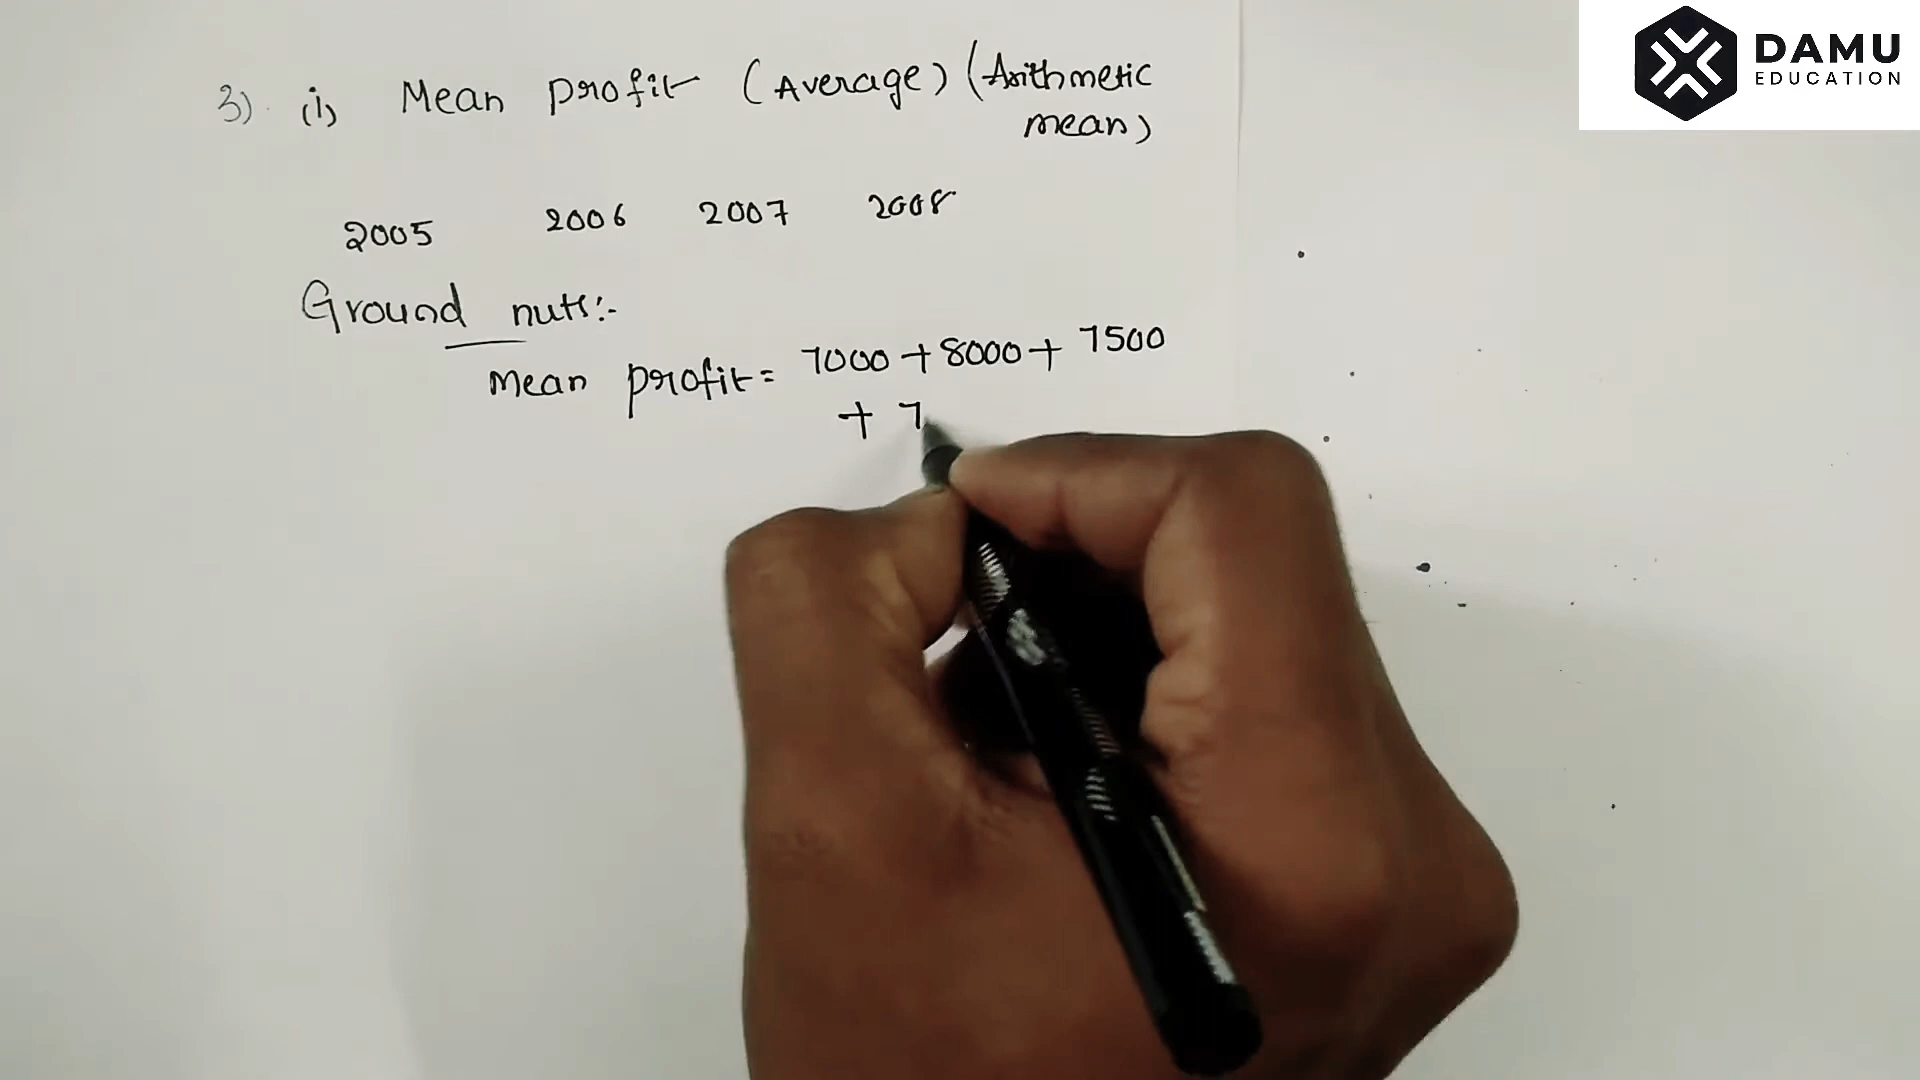 DAMU
EDUCATION
3) (i) Mean profit (Average) (Arithmetic
mean)
2005 2006 2007 2008
Ground nuts:-
Mean profit = 7000 + 8000 + 7500
+ 7